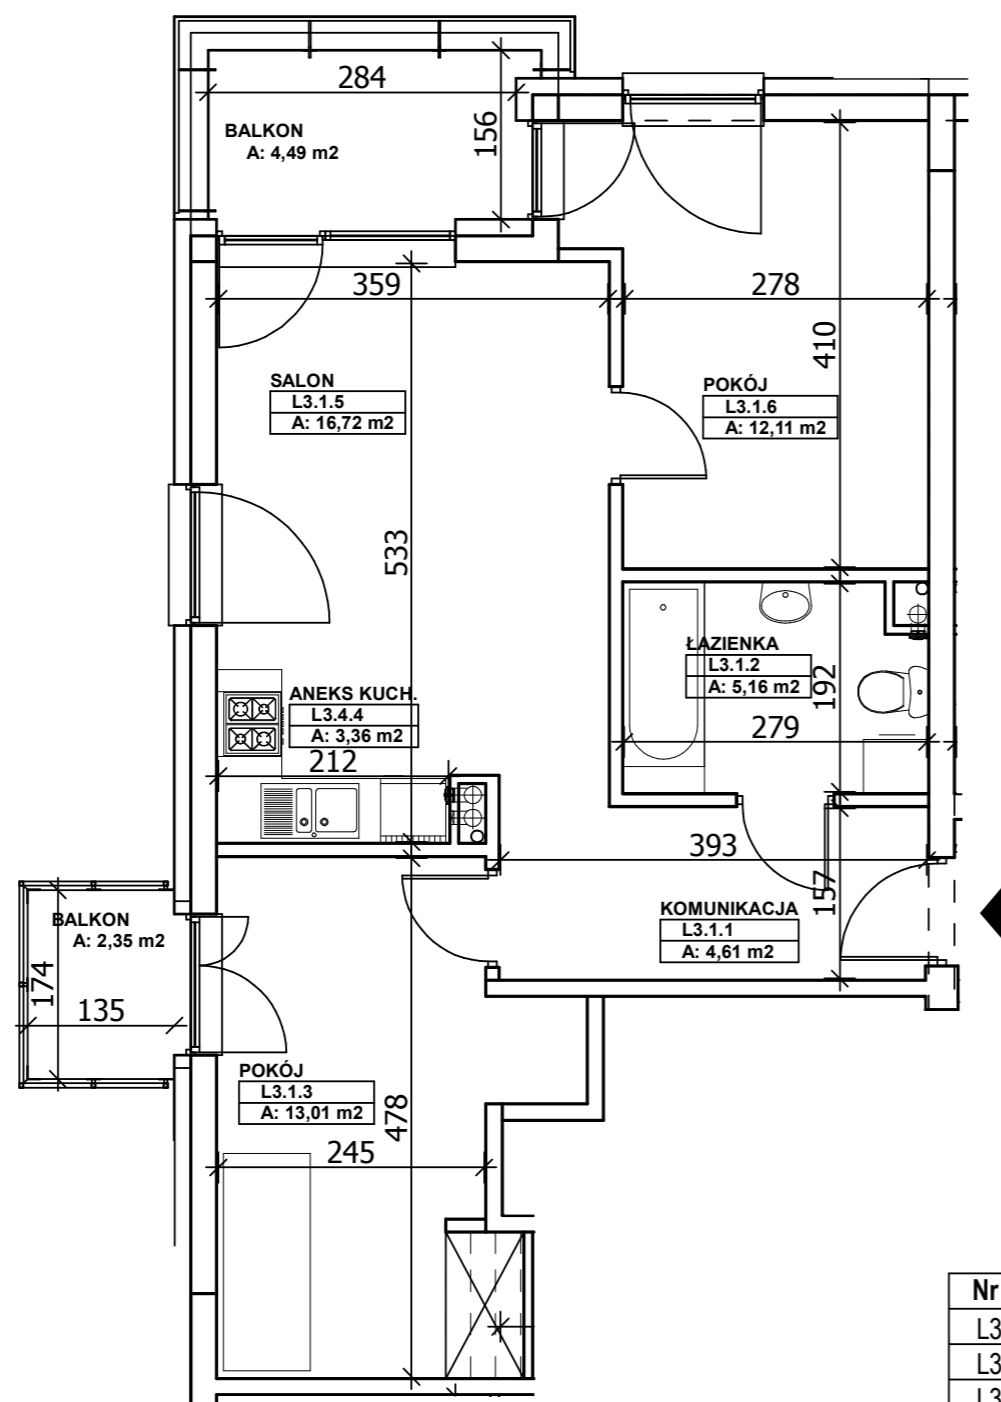 284
BALKON
A: 4,49 m2
156
359
278
410
SALON
L3.1.5
A: 16,72 m2
POKÓJ
L3.1.6
A: 12,11 m2
533
ŁAZIENKA
L3.1.2
A: 5,16 m2
192
279
ANEKS KUCH.
L3.4.4
A: 3,36 m2
212
393
157
KOMUNIKACJA
L3.1.1
A: 4,61 m2
BALKON
A: 2,35 m2
174
135
POKÓJ
L3.1.3
A: 13,01 m2
478
245
Nr
L3
L3
L3